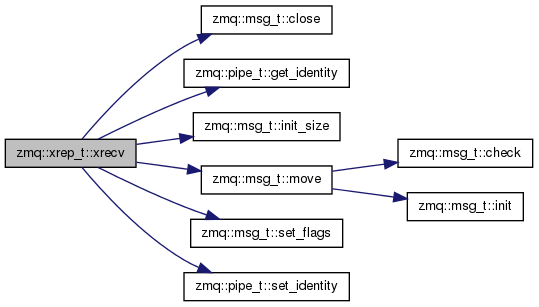 zmq::msg_t::close
zmq::pipe_t::get_identity
zmq::msg_t::init_size
zmq::xrep_t::xrecv
zmq::msg_t::check
zmq::msg_t::move
zmq::msg_t::init
zmq::msg_t::set_flags
zmq::pipe_t::set_identity